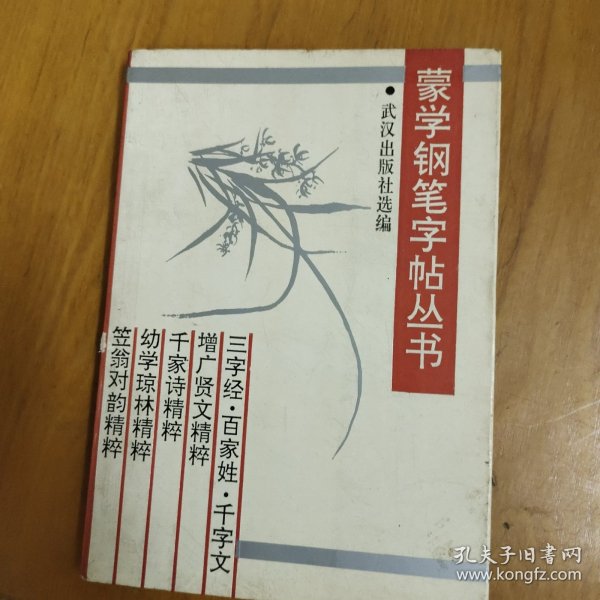 蒙学钢笔字帖丛书
•武汉出版社选编
三字经·百家姓·千字文
增广贤文精粹
千家诗精粹
幼学琼林精粹
笠翁对韵精粹
孔夫子旧书网
www.kongfz.com